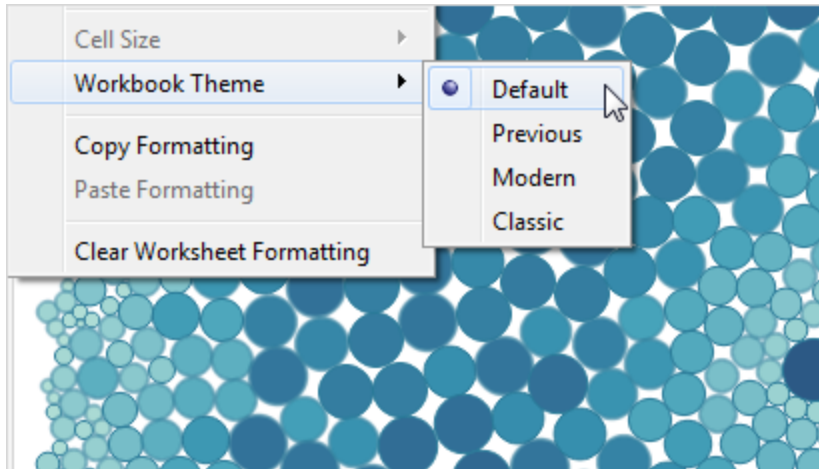 Cell Size
Workbook Theme
Default
Previous
Modern
Classic
Copy Formatting
Paste Formatting
Clear Worksheet Formatting